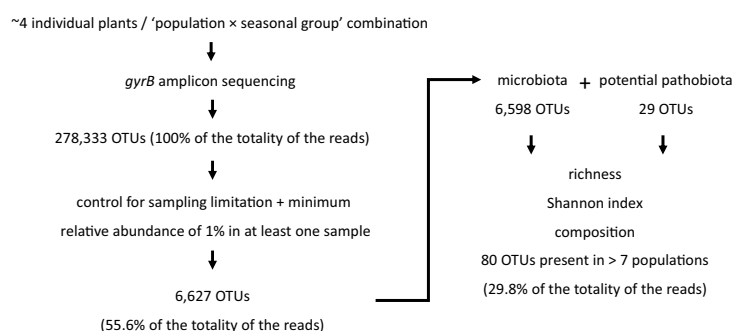 ~4 individual plants / ‘population × seasonal group’ combination
gyrB amplicon sequencing
278,333 OTUs (100% of the totality of the reads)
control for sampling limitation + minimum
relative abundance of 1% in at least one sample
6,627 OTUs
(55.6% of the totality of the reads)
microbiota + potential pathobiota
6,598 OTUs 29 OTUs
richness
Shannon index
composition
80 OTUs present in > 7 populations
(29.8% of the totality of the reads)